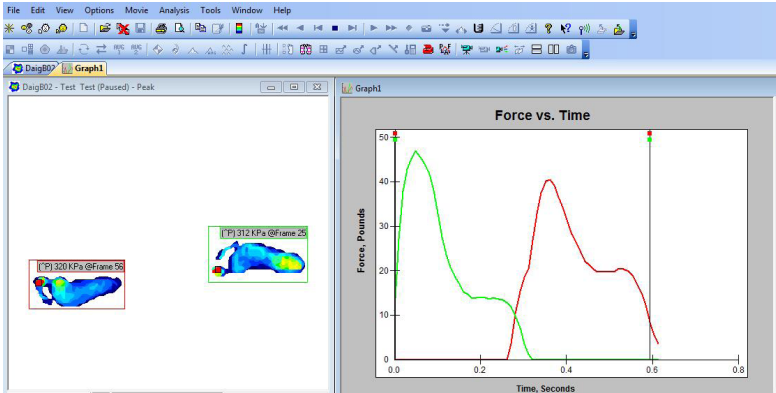 File Edit View Options Movie Analysis Tools Window Help
DaigB02 Graph1
DaigB02 - Test Test (Paused) - Peak
Graph1
Force vs. Time
(^P) 312 KPa @Frame 25
(^P) 320 KPa @Frame 56
Force, Pounds
50
40
30
20
10
0
0.0 0.2 0.4 0.6 0.8
Time, Seconds